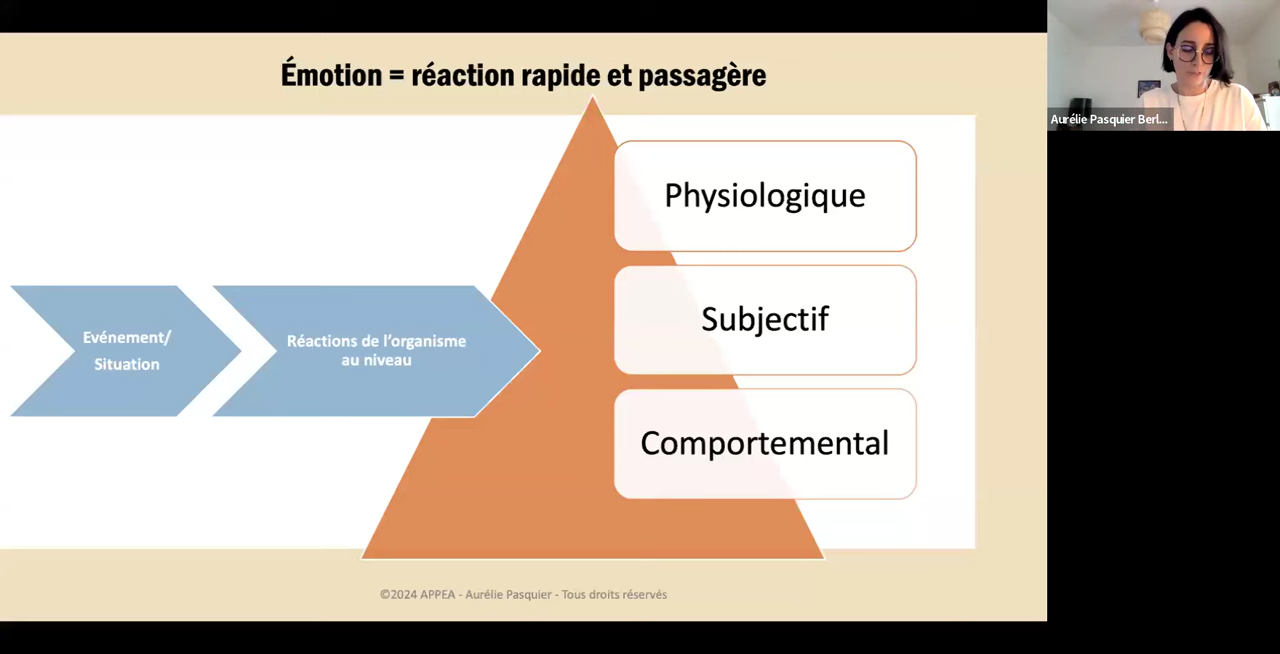 Émotion = réaction rapide et passagère
Aurélie Pasquier Berl...
Physiologique
Subjectif
Comportemental
Evénement/
Situation
Réactions de l'organisme
au niveau
©2024 APPEA - Aurélie Pasquier - Tous droits réservés